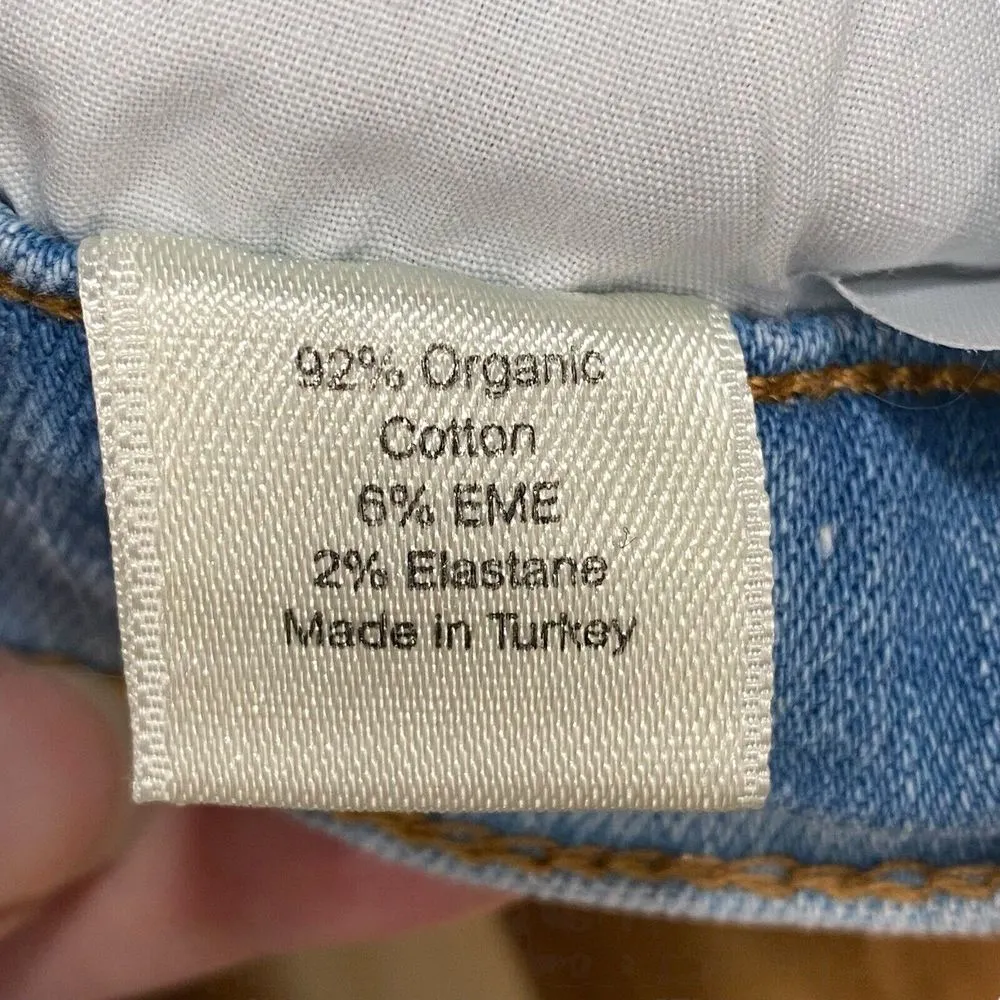 92% Organic
Cotton
6% EME
2% Elastane
Made in Turkey